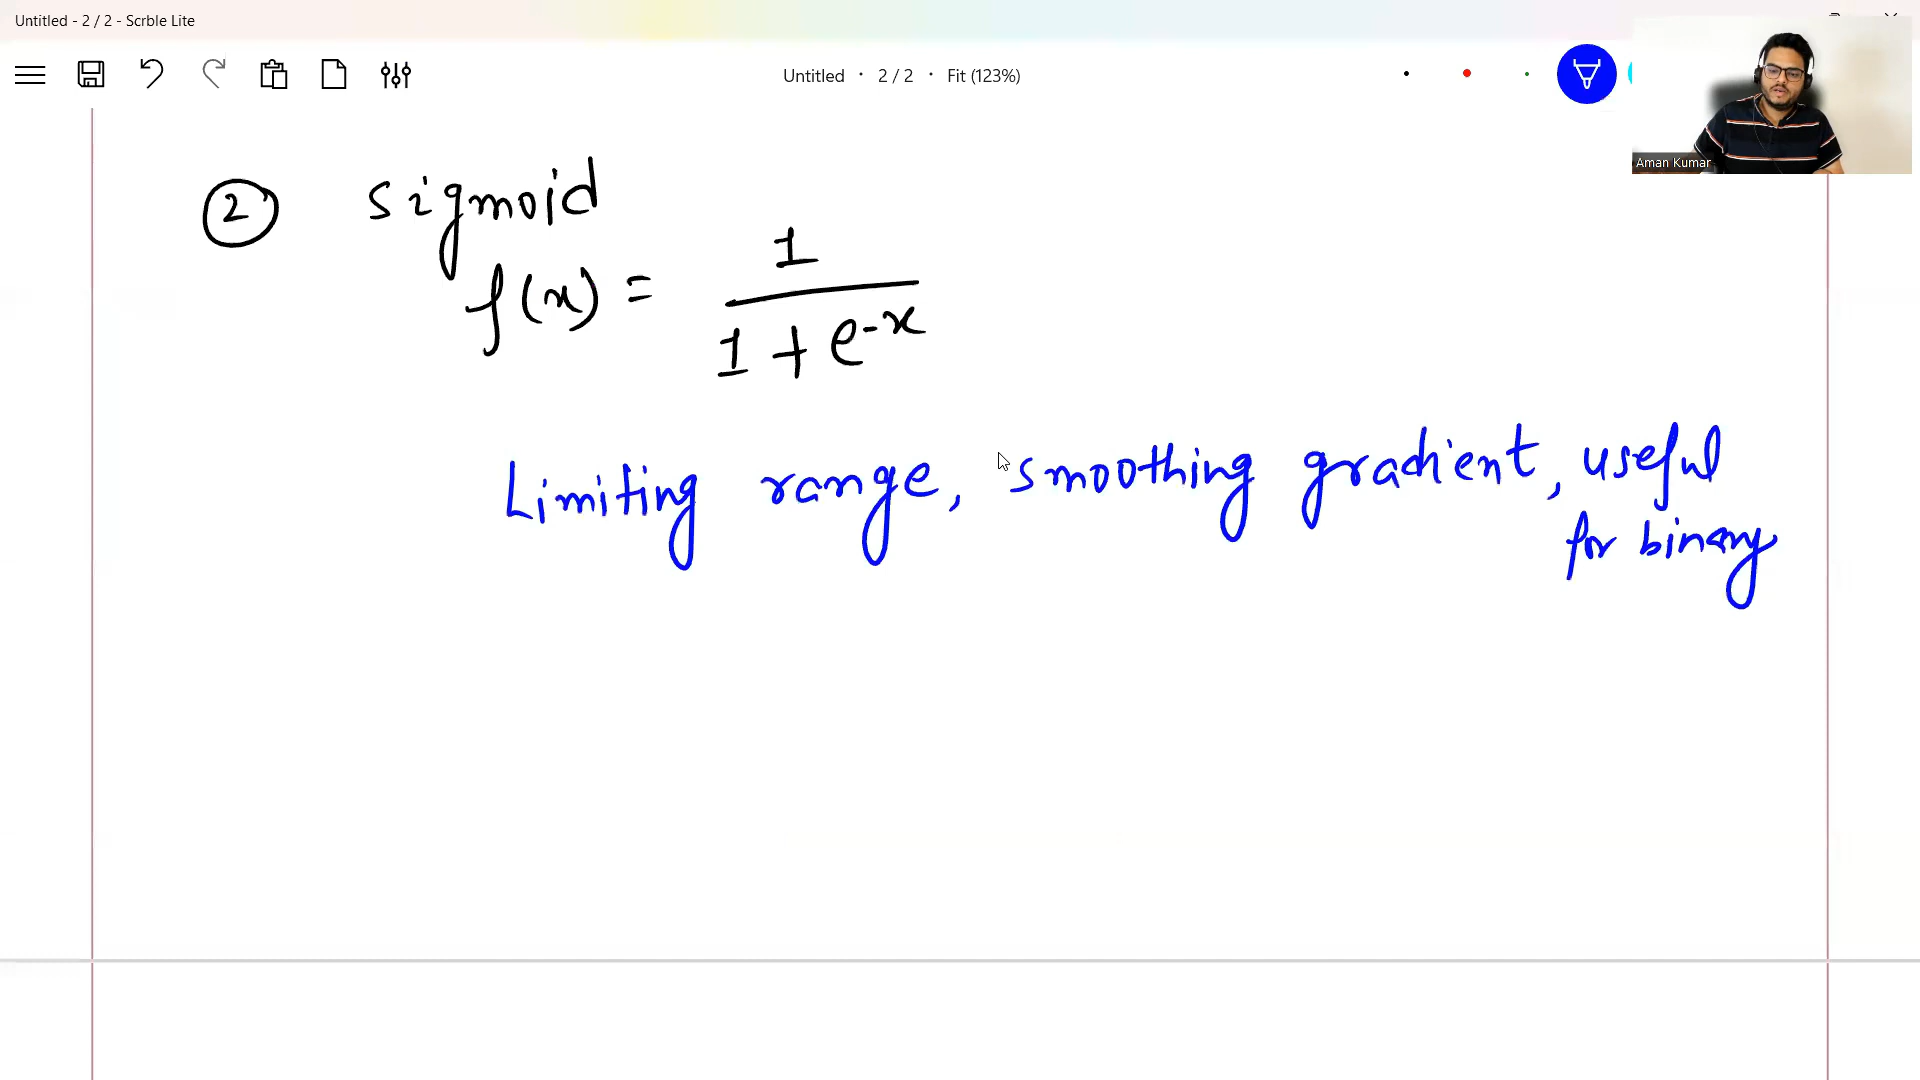 Untitled - 2 / 2 - Scrble Lite
Untitled • 2 / 2 • Fit (123%)
Aman Kumar
2 sigmoid
f(x) = 1 / 1 + e^-x
Limiting range, smoothing gradient, useful
for binary